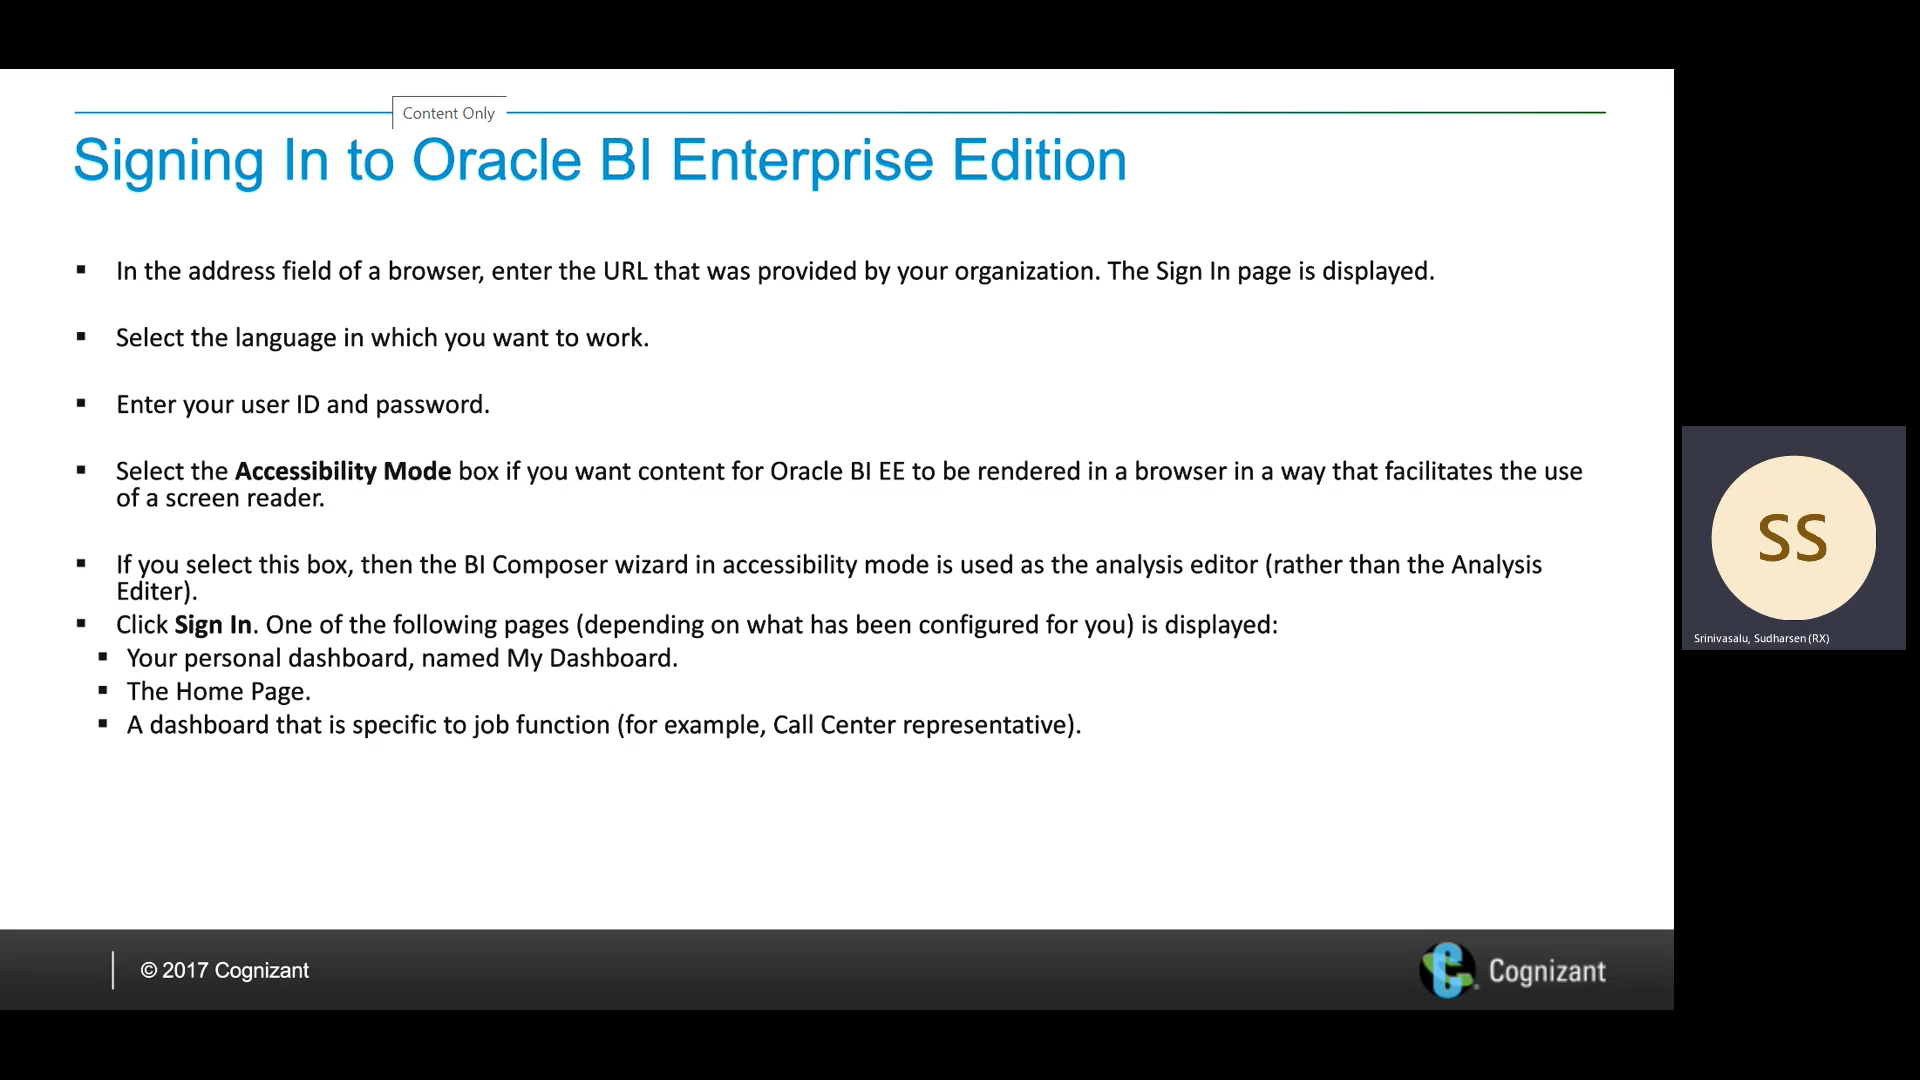 Content Only
Signing In to Oracle BI Enterprise Edition
▪ In the address field of a browser, enter the URL that was provided by your organization. The Sign In page is displayed.
▪ Select the language in which you want to work.
▪ Enter your user ID and password.
▪ Select the Accessibility Mode box if you want content for Oracle BI EE to be rendered in a browser in a way that facilitates the use
of a screen reader.
▪ If you select this box, then the BI Composer wizard in accessibility mode is used as the analysis editor (rather than the Analysis
Editer).
▪ Click Sign In. One of the following pages (depending on what has been configured for you) is displayed:
▪ Your personal dashboard, named My Dashboard.
▪ The Home Page.
▪ A dashboard that is specific to job function (for example, Call Center representative).
SS
Srinivasalu, Sudharsen (RX)
© 2017 Cognizant
Cognizant